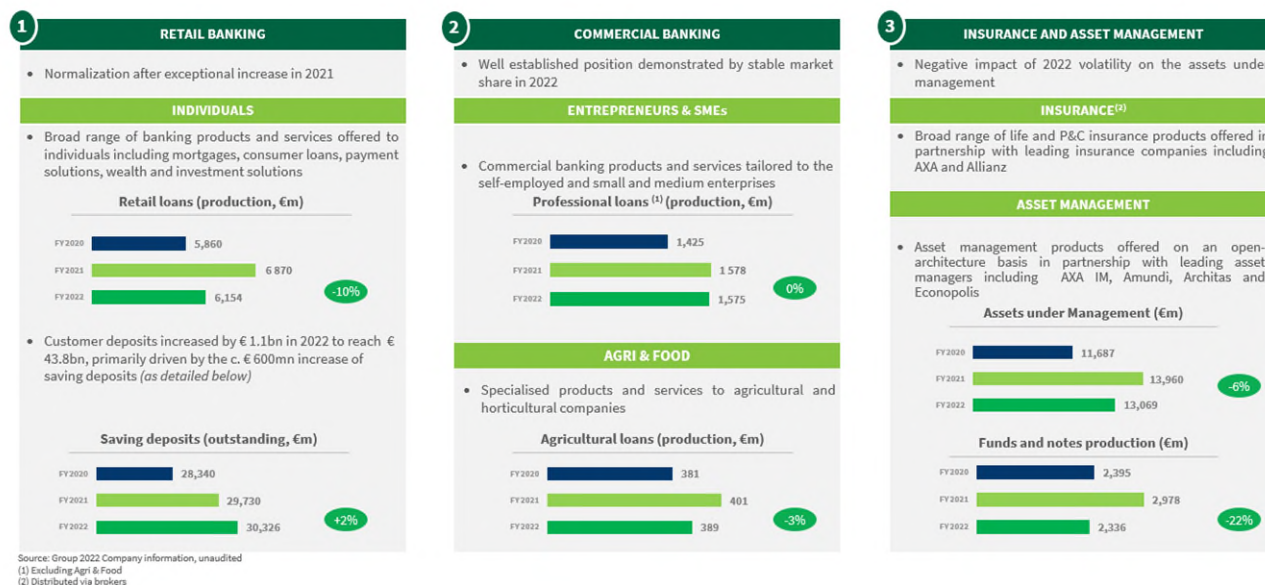 1
RETAIL BANKING
• Normalization after exceptional increase in 2021
INDIVIDUALS
• Broad range of banking products and services offered to
individuals including mortgages, consumer loans, payment
solutions, wealth and investment solutions
Retail loans (production, €m)
FY2020 5,860
FY2021 6 870
FY2022 6,154
-10%
• Customer deposits increased by € 1.1bn in 2022 to reach €
43.8bn, primarily driven by the c. € 600mn increase of
saving deposits (as detailed below)
Saving deposits (outstanding, €m)
FY2020 28,340
FY2021 29,730
FY2022 30,326
+2%
2
COMMERCIAL BANKING
• Well established position demonstrated by stable market
share in 2022
ENTREPRENEURS & SMEs
• Commercial banking products and services tailored to the
self-employed and small and medium enterprises
Professional loans (1) (production, €m)
FY2020 1,425
FY2021 1 578
FY2022 1,575
0%
AGRI & FOOD
• Specialised products and services to agricultural and
horticultural companies
Agricultural loans (production, €m)
FY2020 381
FY2021 401
FY2022 389
-3%
3
INSURANCE AND ASSET MANAGEMENT
• Negative impact of 2022 volatility on the assets under
management
INSURANCE(2)
• Broad range of life and P&C insurance products offered in
partnership with leading insurance companies including
AXA and Allianz
ASSET MANAGEMENT
• Asset management products offered on an open-
architecture basis in partnership with leading asset
managers including AXA IM, Amundi, Architas and
Econopolis
Assets under Management (€m)
FY2020 11,687
FY2021 13,960
FY2022 13,069
-6%
Funds and notes production (€m)
FY2020 2,395
FY2021 2,978
FY2022 2,336
-22%
Source: Group 2022 Company information, unaudited
(1) Excluding Agri & Food
(2) Distributed via brokers